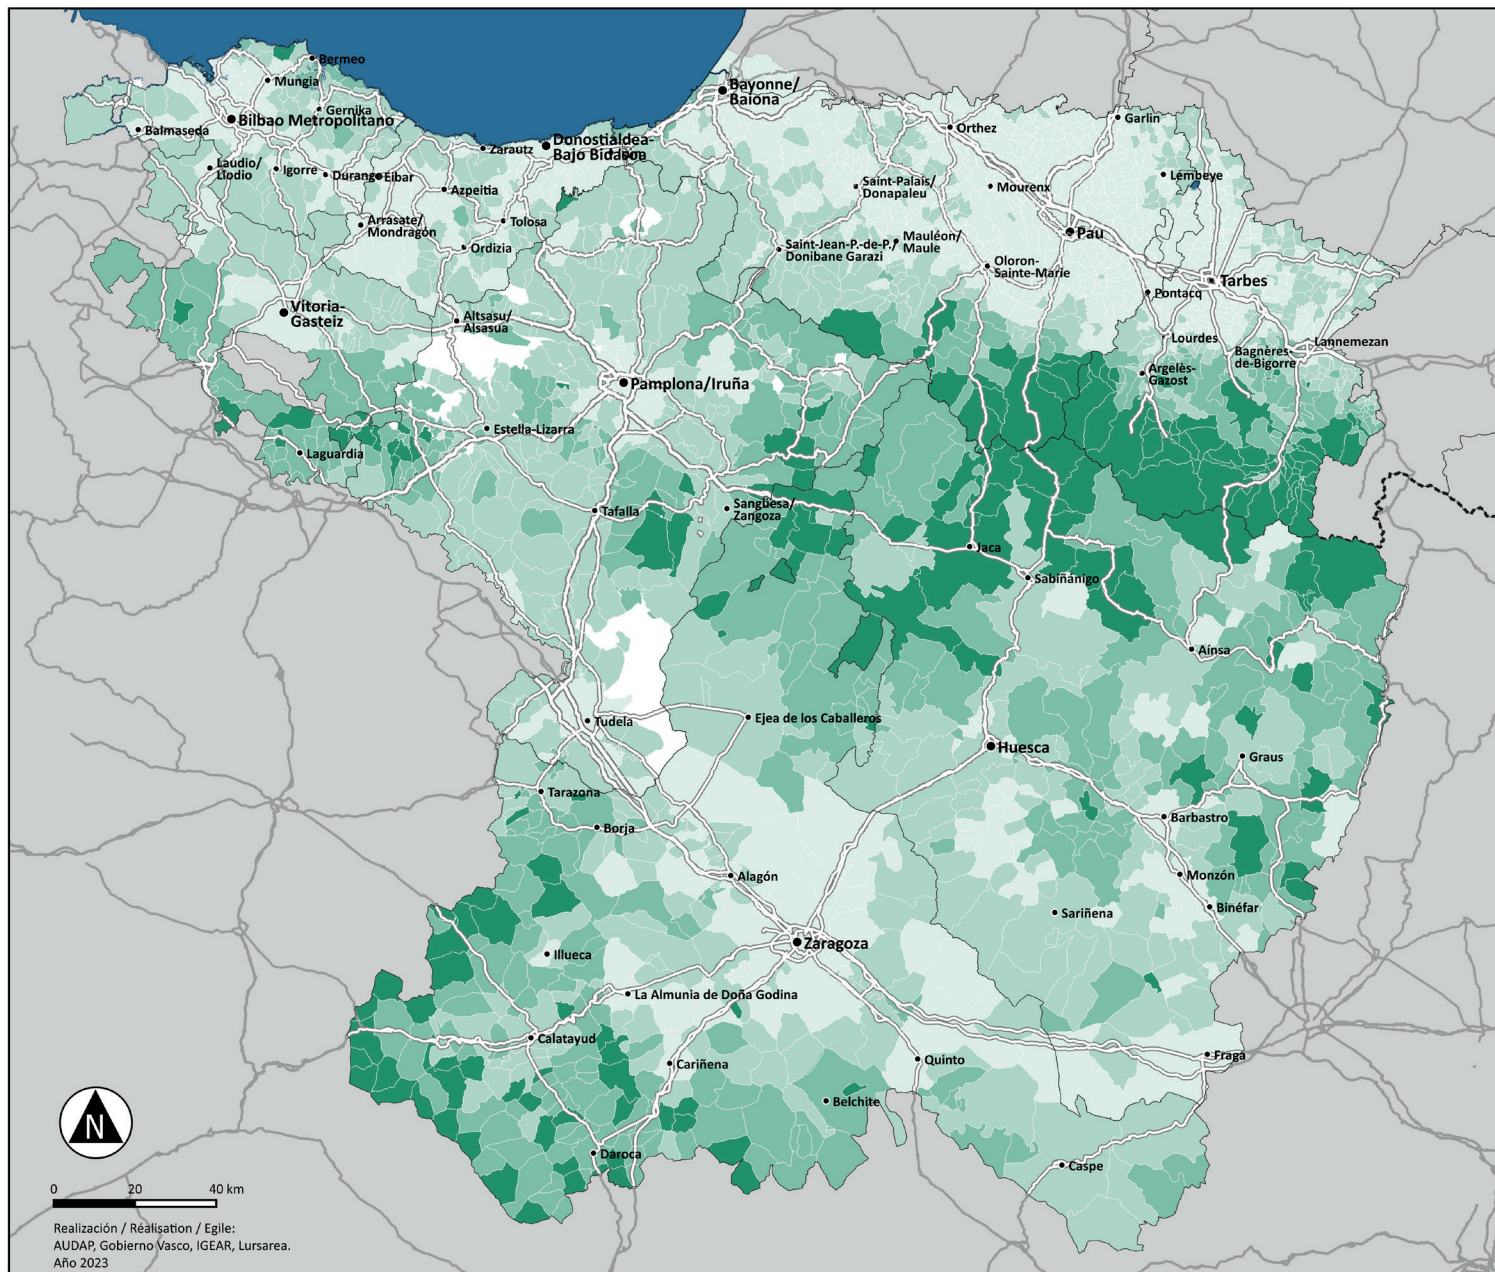 Bermeo
Mungia
Gernika
Bilbao Metropolitano
Balmaseda
Bayonne/
Baiona
Donostialdea-
Bajo Bidasoa
Zarautz
Orthez
Garlin
Laudio/
Llodio
Igorre
Durango
Eibar
Azpeitia
Saint-Palais/
Donapaleu
Mourenx
Lembeye
Arrasate/
Mondragón
Tolosa
Ordizia
Saint-Jean-P.-de-P./
Donibane Garazi
Mauléon/
Maule
Pau
Oloron-
Sainte-Marie
Tarbes
Pontacq
Vitoria-
Gasteiz
Altsasu/
Alsasua
Lourdes
Bagnères-
de-Bigorre
Lannemezan
Argelès-
Gazost
Pamplona/Iruña
Estella-Lizarra
Laguardia
Tafalla
Sangüesa/
Zangoza
Jaca
Sabiñánigo
Aínsa
Tudela
Ejea de los Caballeros
Huesca
Graus
Tarazona
Borja
Barbastro
Alagón
Monzón
Binéfar
Sariñena
Zaragoza
Illueca
La Almunia de Doña Godina
Calatayud
Cariñena
Quinto
Fraga
Belchite
Daroca
Caspe
N
0 20 40 km
Realización / Réalisation / Egile:
AUDAP, Gobierno Vasco, IGEAR, Lursarea.
Año 2023